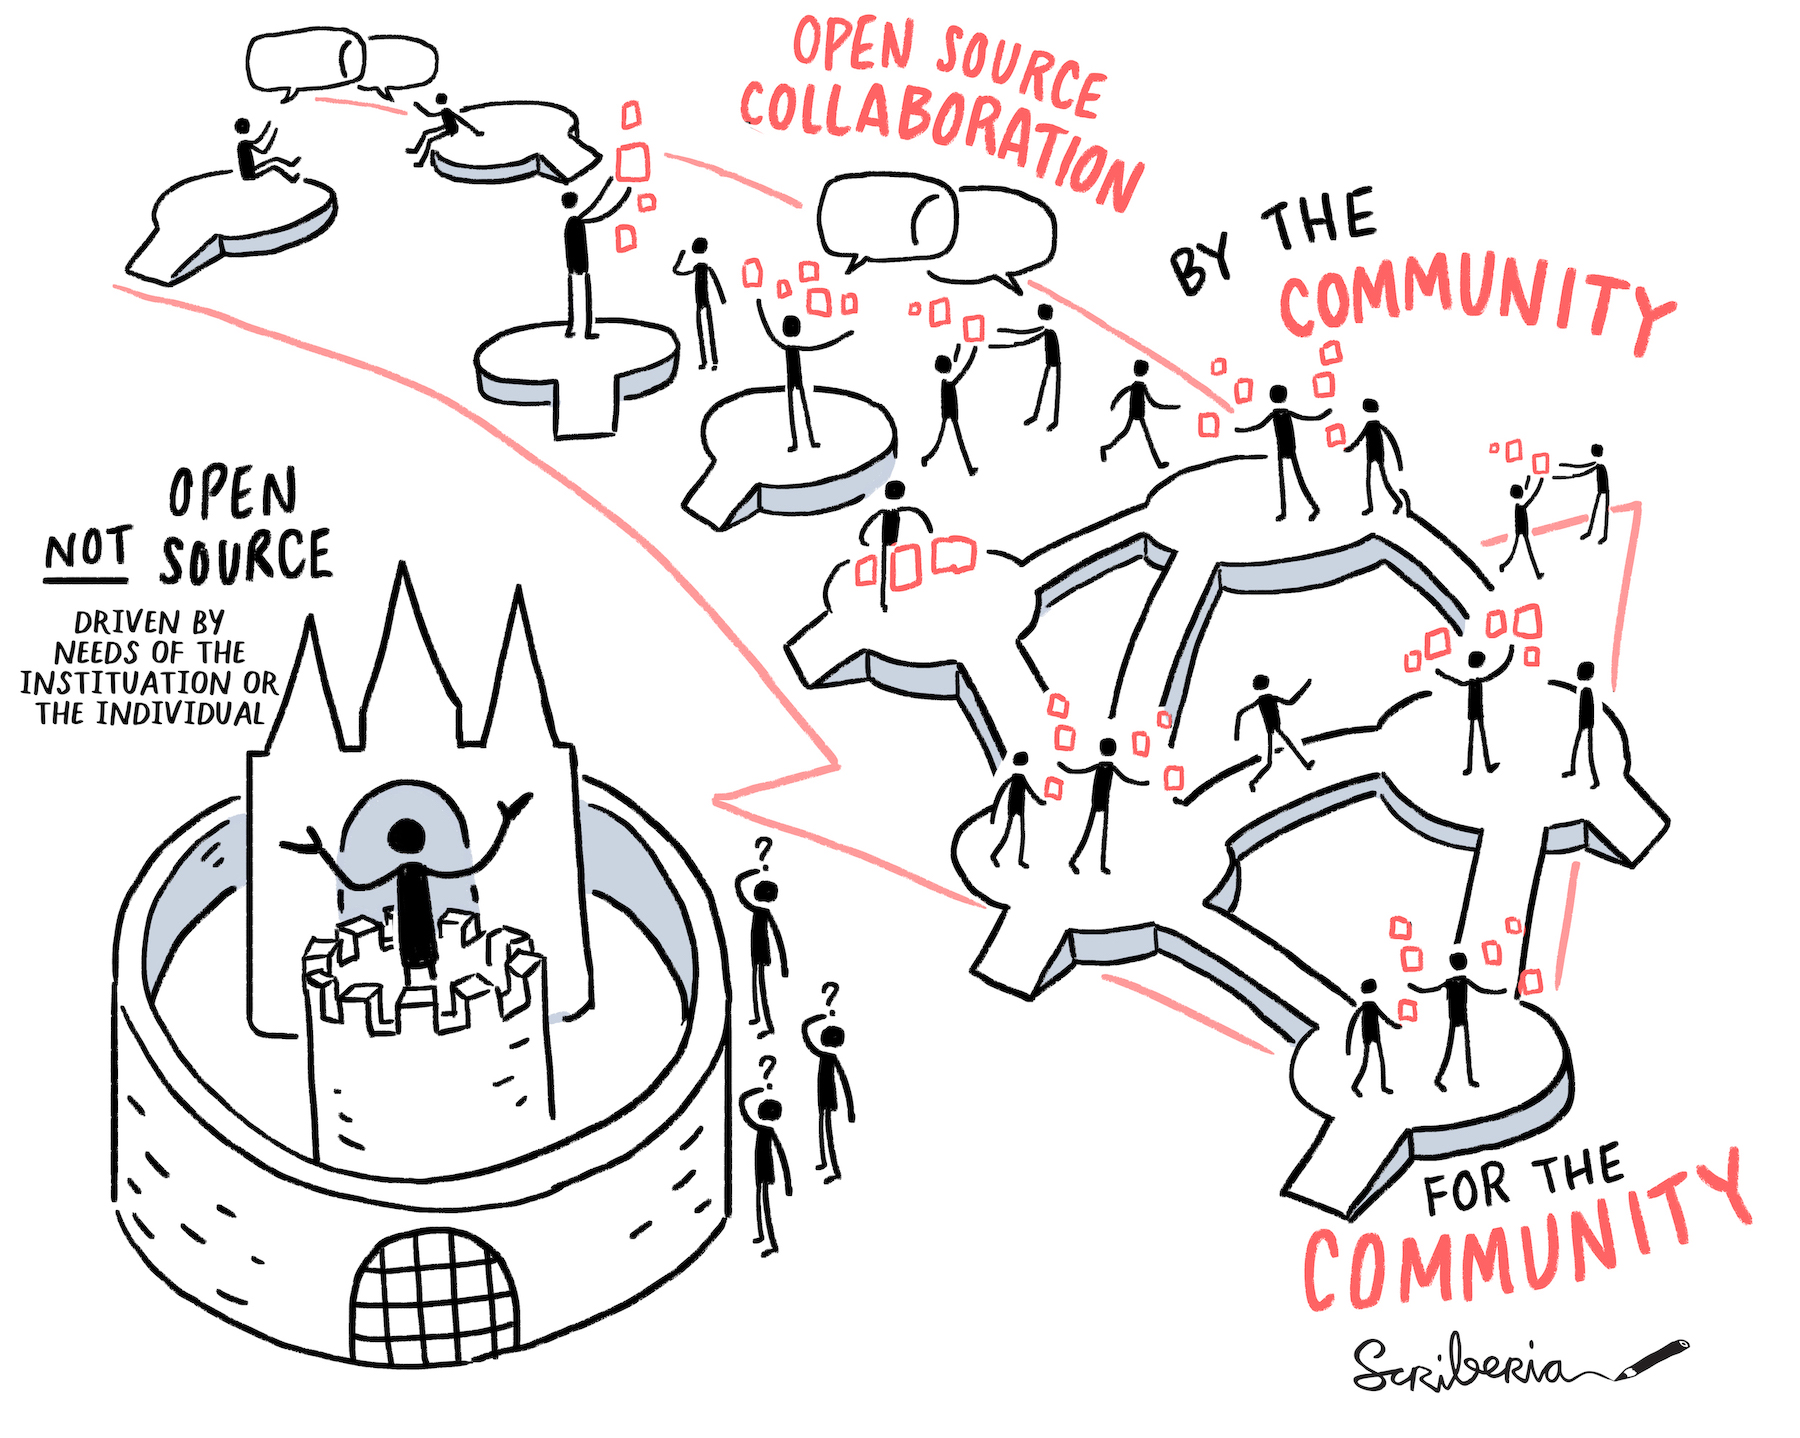 OPEN SOURCE
COLLABORATION
BY THE
COMMUNITY
NOT OPEN
SOURCE
DRIVEN BY
NEEDS OF THE
INSTITUATION OR
THE INDIVIDUAL
?
?
?
FOR THE
COMMUNITY
Scriberia